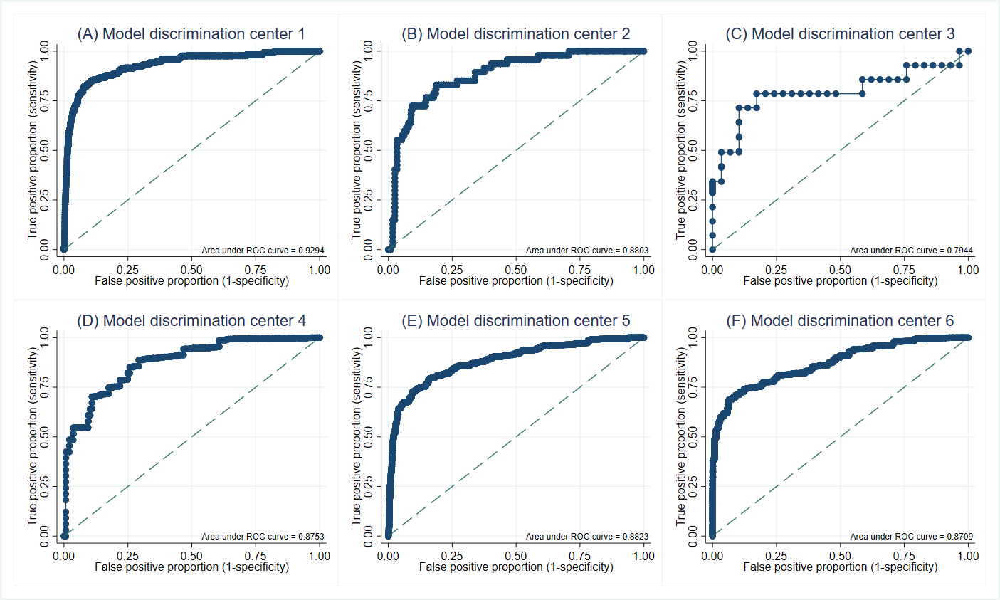 (A) Model discrimination center 1
True positive proportion (sensitivity)
0.00 0.25 0.50 0.75 1.00
Area under ROC curve = 0.9294
0.00 0.25 0.50 0.75 1.00
False positive proportion (1-specificity)
(B) Model discrimination center 2
True positive proportion (sensitivity)
0.00 0.25 0.50 0.75 1.00
Area under ROC curve = 0.8803
0.00 0.25 0.50 0.75 1.00
False positive proportion (1-specificity)
(C) Model discrimination center 3
True positive proportion (sensitivity)
0.00 0.25 0.50 0.75 1.00
Area under ROC curve = 0.7944
0.00 0.25 0.50 0.75 1.00
False positive proportion (1-specificity)
(D) Model discrimination center 4
True positive proportion (sensitivity)
0.00 0.25 0.50 0.75 1.00
Area under ROC curve = 0.8753
0.00 0.25 0.50 0.75 1.00
False positive proportion (1-specificity)
(E) Model discrimination center 5
True positive proportion (sensitivity)
0.00 0.25 0.50 0.75 1.00
Area under ROC curve = 0.8823
0.00 0.25 0.50 0.75 1.00
False positive proportion (1-specificity)
(F) Model discrimination center 6
True positive proportion (sensitivity)
0.00 0.25 0.50 0.75 1.00
Area under ROC curve = 0.8709
0.00 0.25 0.50 0.75 1.00
False positive proportion (1-specificity)